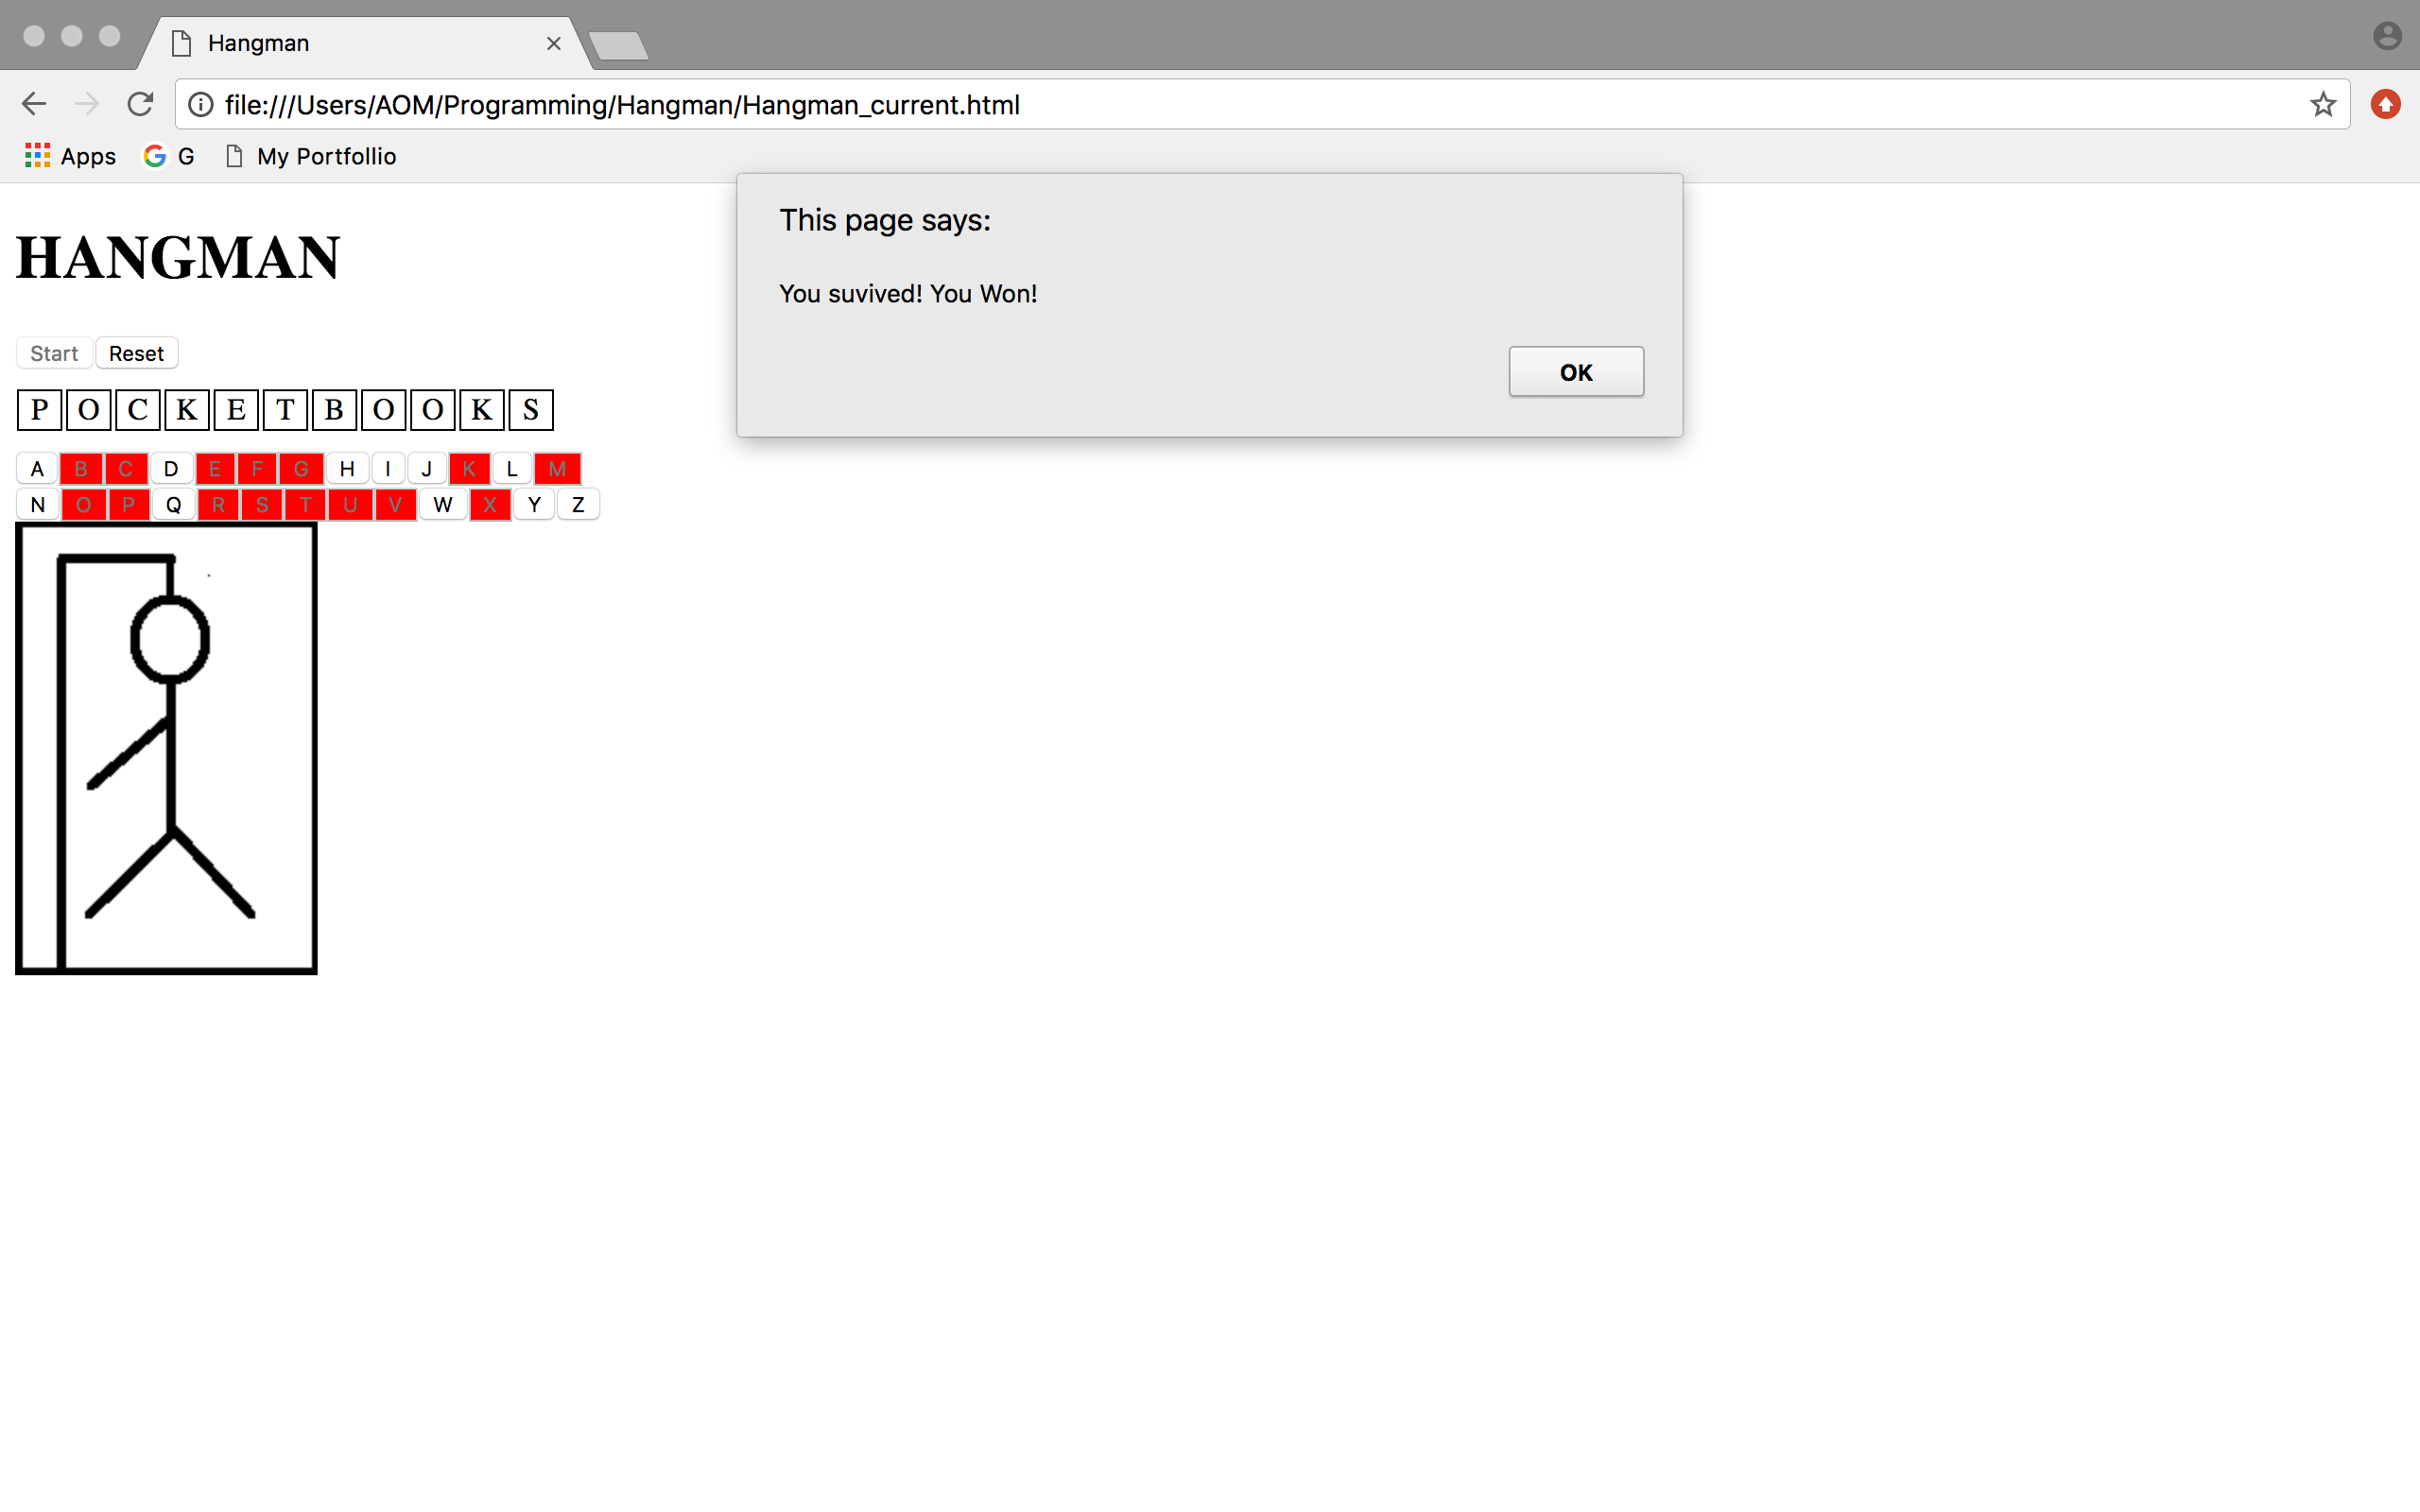 Hangman
file:///Users/AOM/Programming/Hangman/Hangman_current.html
Apps G My Portfollio
This page says:
You suvived! You Won!
OK
HANGMAN
Start Reset
P O C K E T B O O K S
A B C D E F G H I J K L M
N O P Q R S T U V W X Y Z